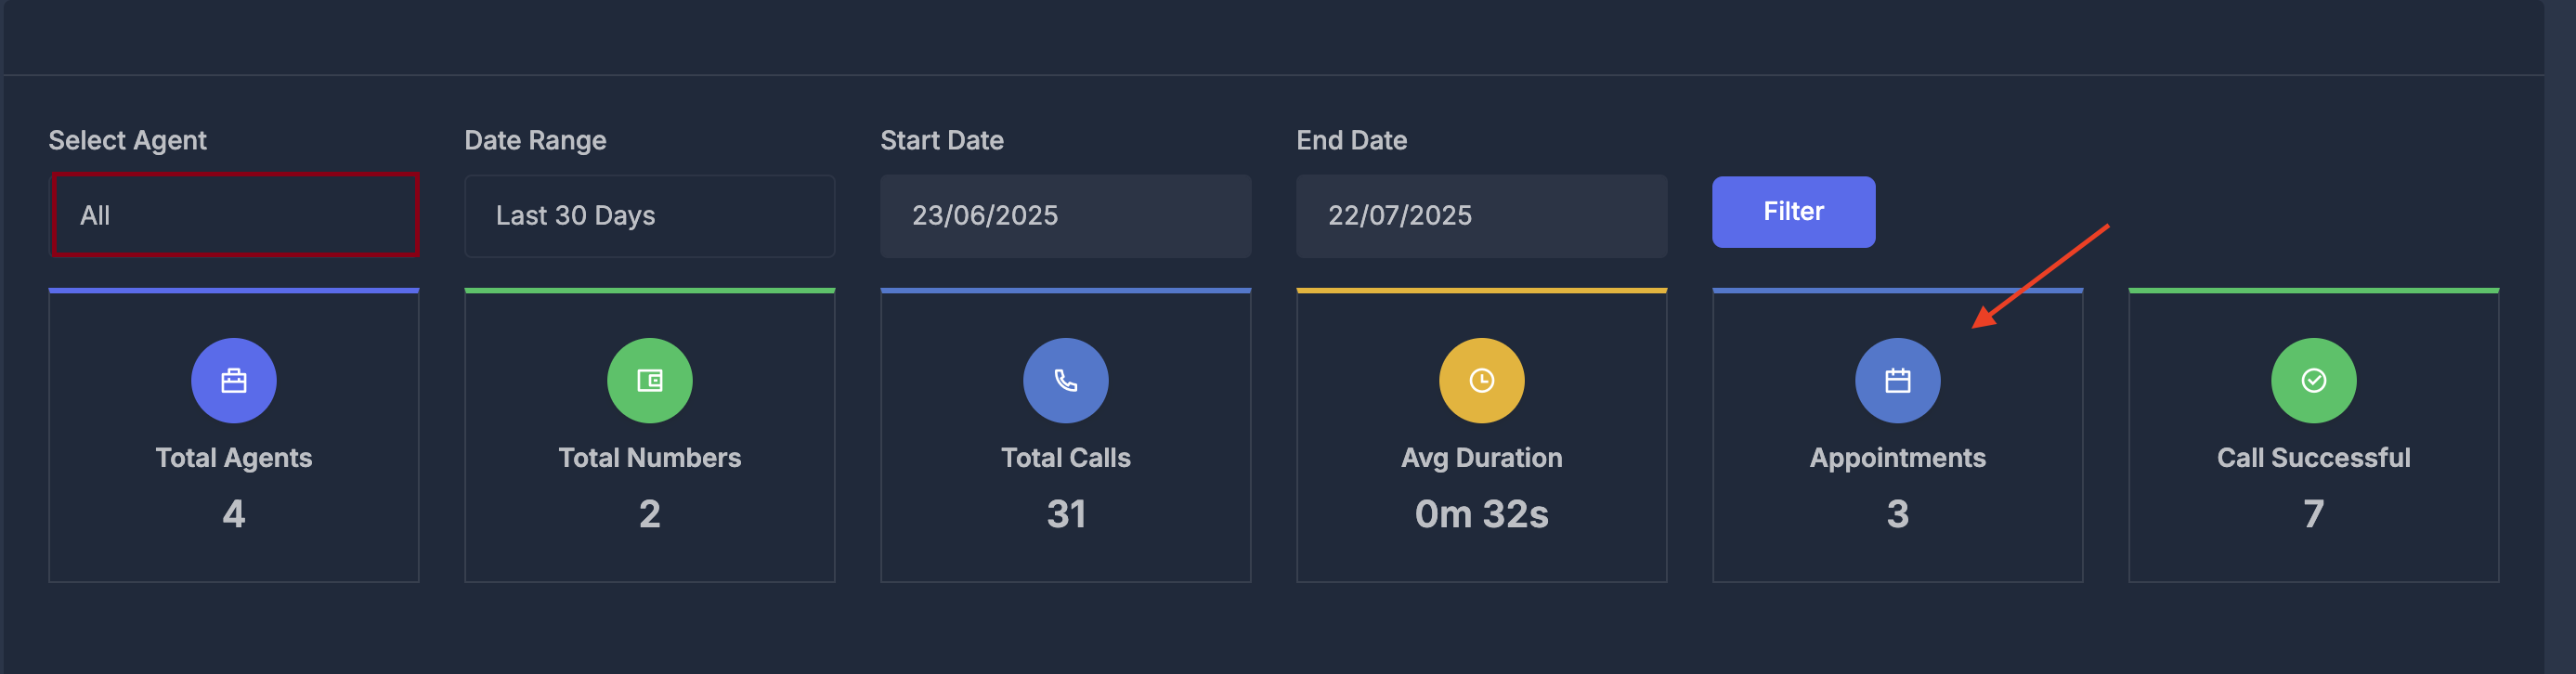 Select Agent
Date Range
Start Date
End Date
All
Last 30 Days
23/06/2025
22/07/2025
Filter
Total Agents
Total Numbers
Total Calls
Avg Duration
Appointments
Call Successful
4
2
31
0m 32s
3
7